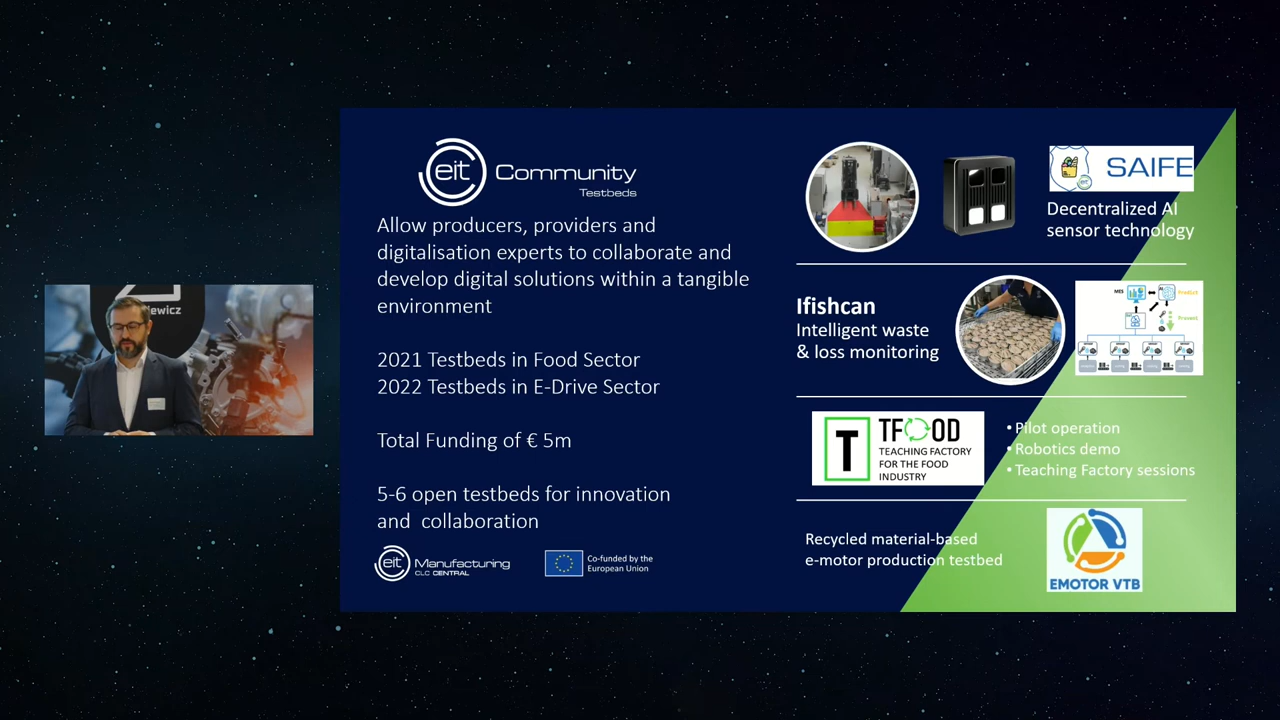 eit Community
Testbeds
Allow producers, providers and
digitalisation experts to collaborate and
develop digital solutions within a tangible
environment
2021 Testbeds in Food Sector
2022 Testbeds in E-Drive Sector
Total Funding of € 5m
5-6 open testbeds for innovation
and collaboration
eit Manufacturing
CLC CENTRAL
Co-funded by the
European Union
SAIFE
Decentralized AI
sensor technology
Ifishcan
Intelligent waste
& loss monitoring
MES
AI
Predict
Prevent
T
TFOOD
TEACHING FACTORY
FOR THE FOOD
INDUSTRY
• Pilot operation
• Robotics demo
• Teaching Factory sessions
Recycled material-based
e-motor production testbed
EMOTOR VTB